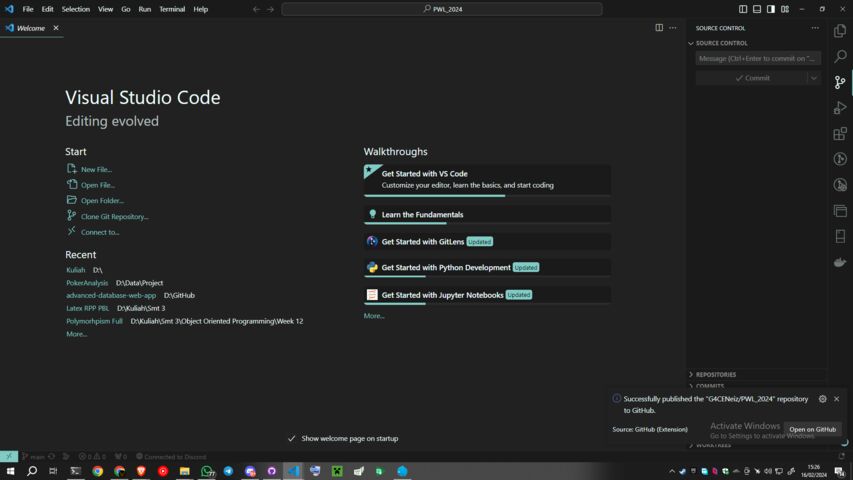 File Edit Selection View Go Run Terminal Help
PWL_2024
Welcome
SOURCE CONTROL
SOURCE CONTROL
Message (Ctrl+Enter to commit on "...
Commit
Visual Studio Code
Editing evolved
Start
New File...
Open File...
Open Folder...
Clone Git Repository...
Connect to...
Recent
Kuliah D:\
PokerAnalysis D:\Data\Project
advanced-database-web-app D:\GitHub
Latex RPP PBL D:\Kuliah\Smt 3
Polymorhpism Full D:\Kuliah\Smt 3\Object Oriented Programming\Week 12
More...
Walkthroughs
Get Started with VS Code
Customize your editor, learn the basics, and start coding
Learn the Fundamentals
Get Started with GitLens Updated
Get Started with Python Development Updated
Get Started with Jupyter Notebooks Updated
More...
Show welcome page on startup
REPOSITORIES
COMMITS
Successfully published the "G4CENeiz/PWL_2024" repository
to GitHub.
Source: GitHub (Extension)
Open on GitHub
Activate Windows
Go to Settings to activate Windows.
WORKTREES
main 0 0 0 Connected to Discord
77
15:26
16/02/2024